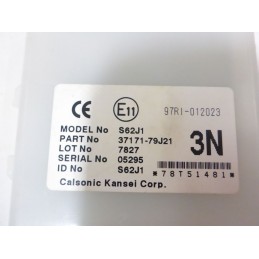 CE E11 97RI-012023
MODEL No S62J1
PART No 37171-79J21 3N
LOT No 7827
SERIAL No 05295
ID No S62J1 *78T51481*
Calsonic Kansei Corp.